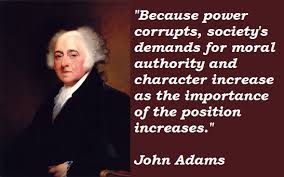 "Because power
corrupts, society's
demands for moral
authority and
character increase
as the importance
of the position
increases."
John Adams